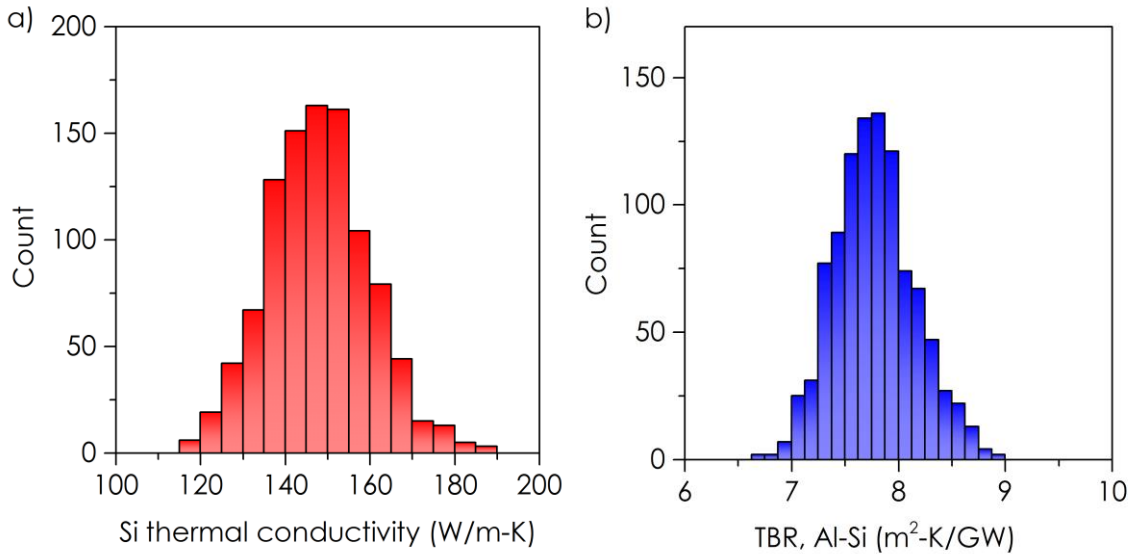 a)
200
150
100
50
0
Count
100 120 140 160 180 200
Si thermal conductivity (W/m-K)
b)
150
100
50
0
Count
6 7 8 9 10
TBR, Al-Si (m²-K/GW)